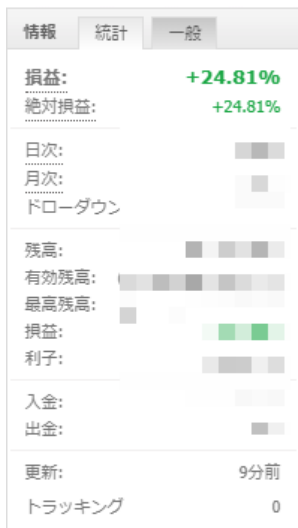 情報 統計 一般
損益: +24.81%
絶対損益: +24.81%
日次:
月次:
ドローダウン
残高:
有効残高:
最高残高:
損益:
利子:
入金:
出金:
更新: 9分前
トラッキング 0